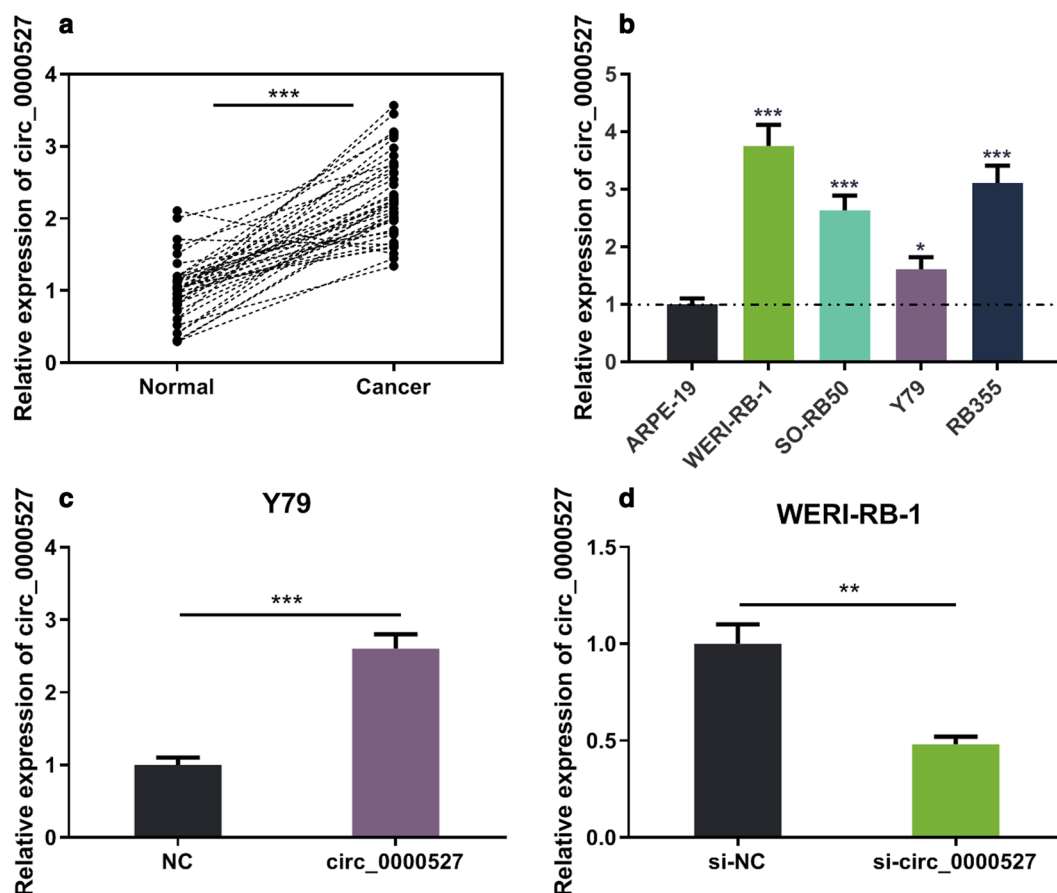 a
Relative expression of circ_0000527
4
3
2
1
0
***
Normal
Cancer
b
Relative expression of circ_0000527
5
4
3
2
1
0
***
***
*
***
ARPE-19
WERI-RB-1
SO-RB50
Y79
RB355
c
Y79
Relative expression of circ_0000527
4
3
2
1
0
***
NC
circ_0000527
d
WERI-RB-1
Relative expression of circ_0000527
1.5
1.0
0.5
0.0
**
si-NC
si-circ_0000527